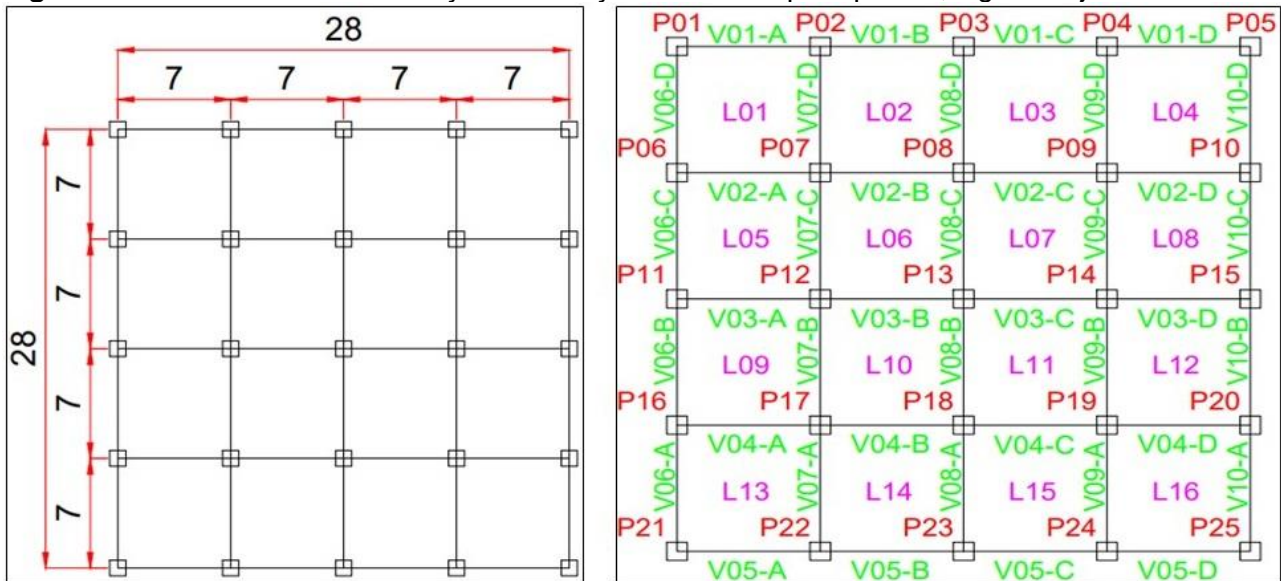 28
7 7 7 7
28
7
7
7
7
P01 P02 P03 P04 P05
V01-A V01-B V01-C V01-D
V06-D V07-D V08-D V09-D V10-D
L01 L02 L03 L04
P06 P07 P08 P09 P10
V02-A V02-B V02-C V02-D
V06-C V07-C V08-C V09-C V10-C
L05 L06 L07 L08
P11 P12 P13 P14 P15
V03-A V03-B V03-C V03-D
V06-B V07-B V08-B V09-B V10-B
L09 L10 L11 L12
P16 P17 P18 P19 P20
V04-A V04-B V04-C V04-D
V06-A V07-A V08-A V09-A V10-A
L13 L14 L15 L16
P21 P22 P23 P24 P25
V05-A V05-B V05-C V05-D